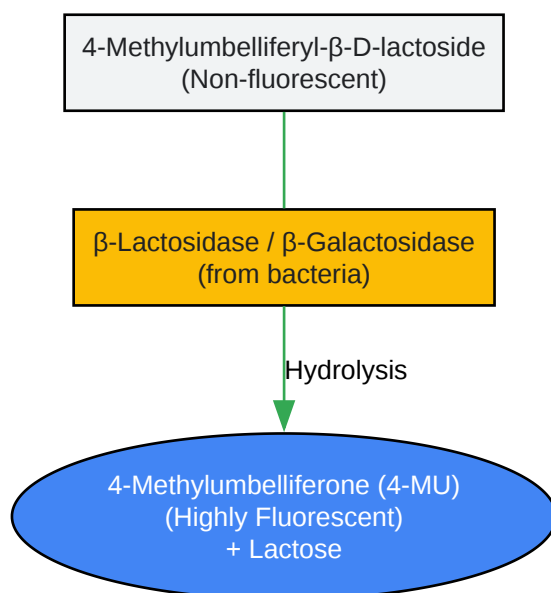 4-Methylumbelliferyl-β-D-lactoside
(Non-fluorescent)
β-Lactosidase / β-Galactosidase
(from bacteria)
Hydrolysis
4-Methylumbelliferone (4-MU)
(Highly Fluorescent)
+ Lactose